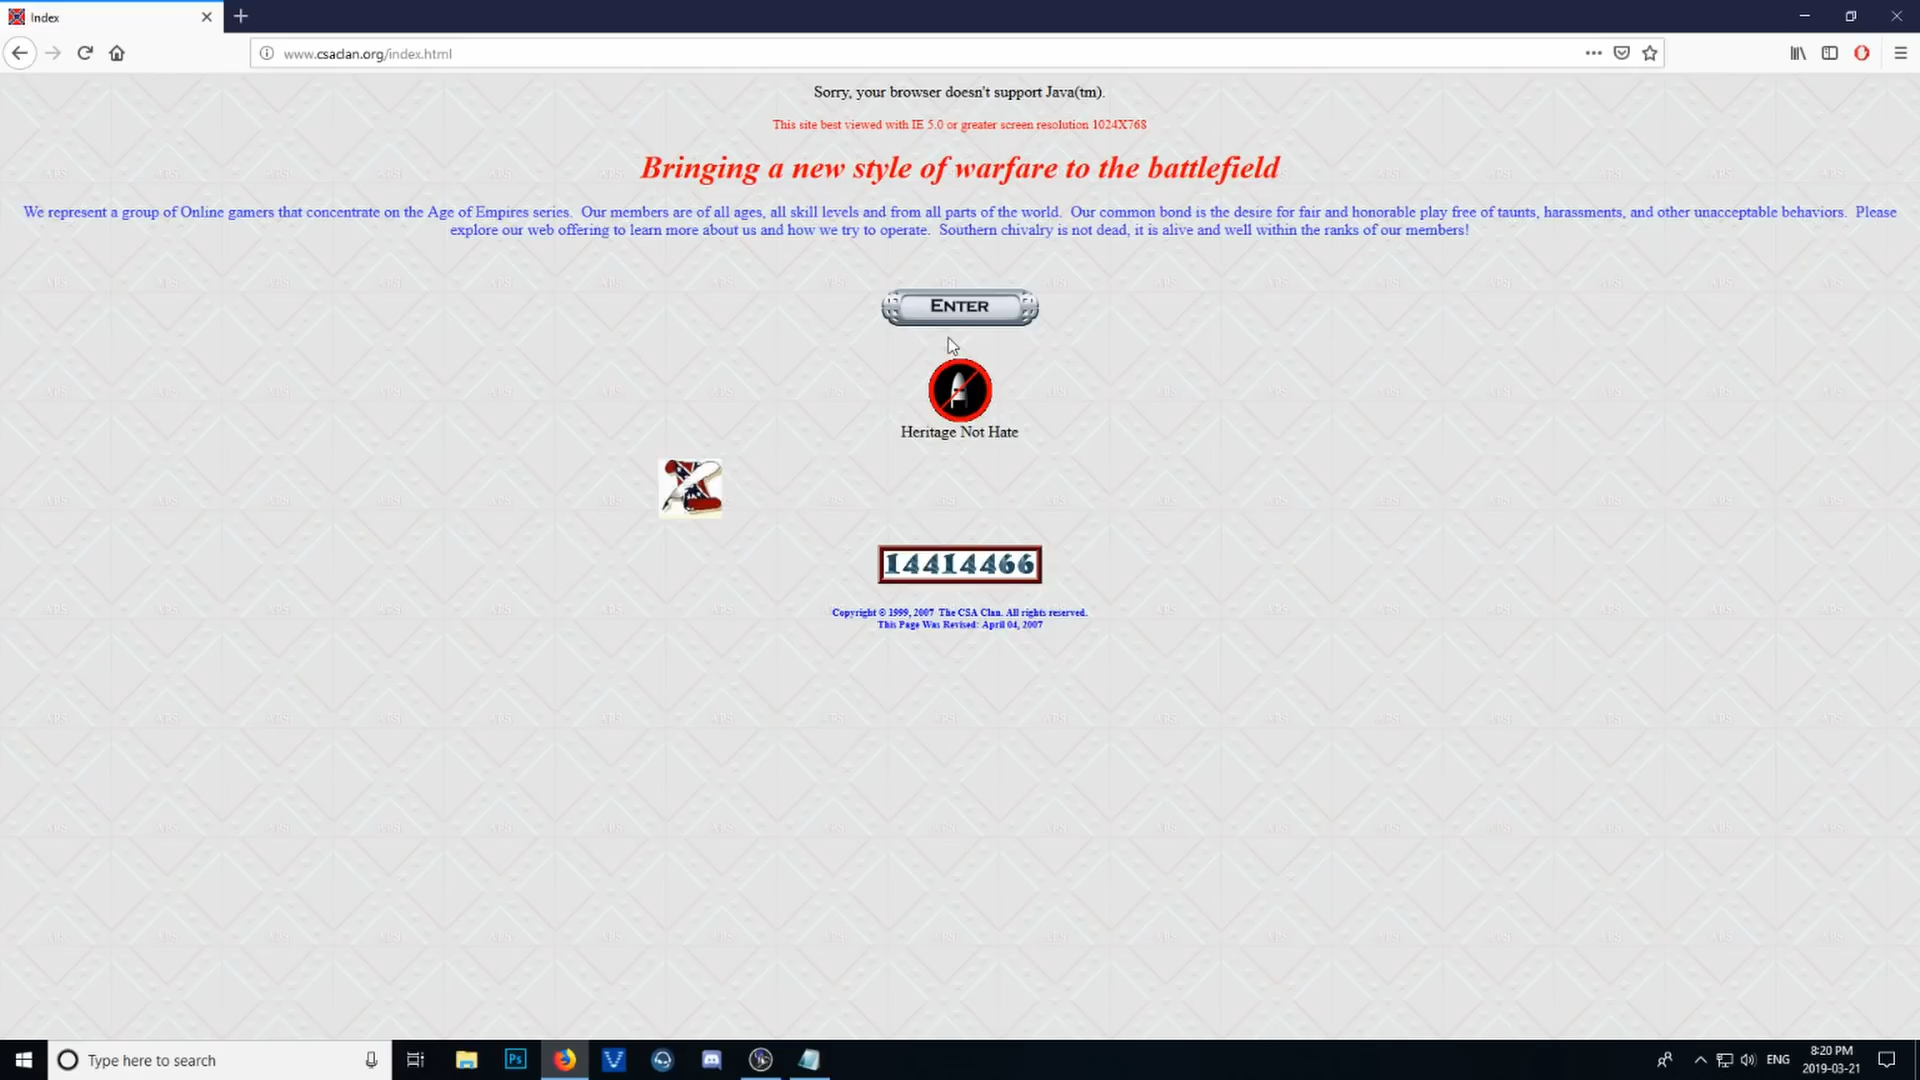 Index
www.csaclan.org/index.html
Sorry, your browser doesn't support Java(tm).
This site best viewed with IE 5.0 or greater screen resolution 1024X768
Bringing a new style of warfare to the battlefield
We represent a group of Online gamers that concentrate on the Age of Empires series. Our members are of all ages, all skill levels and from all parts of the world. Our common bond is the desire for fair and honorable play free of taunts, harassments, and other unacceptable behaviors. Please
explore our web offering to learn more about us and how we try to operate. Southern chivalry is not dead, it is alive and well within the ranks of our members!
ENTER
Heritage Not Hate
14414466
Copyright © 1999, 2007 The CSA Clan. All rights reserved.
This Page Was Revised: April 04, 2007
Type here to search
Ps
ENG
8:20 PM
2019-03-21